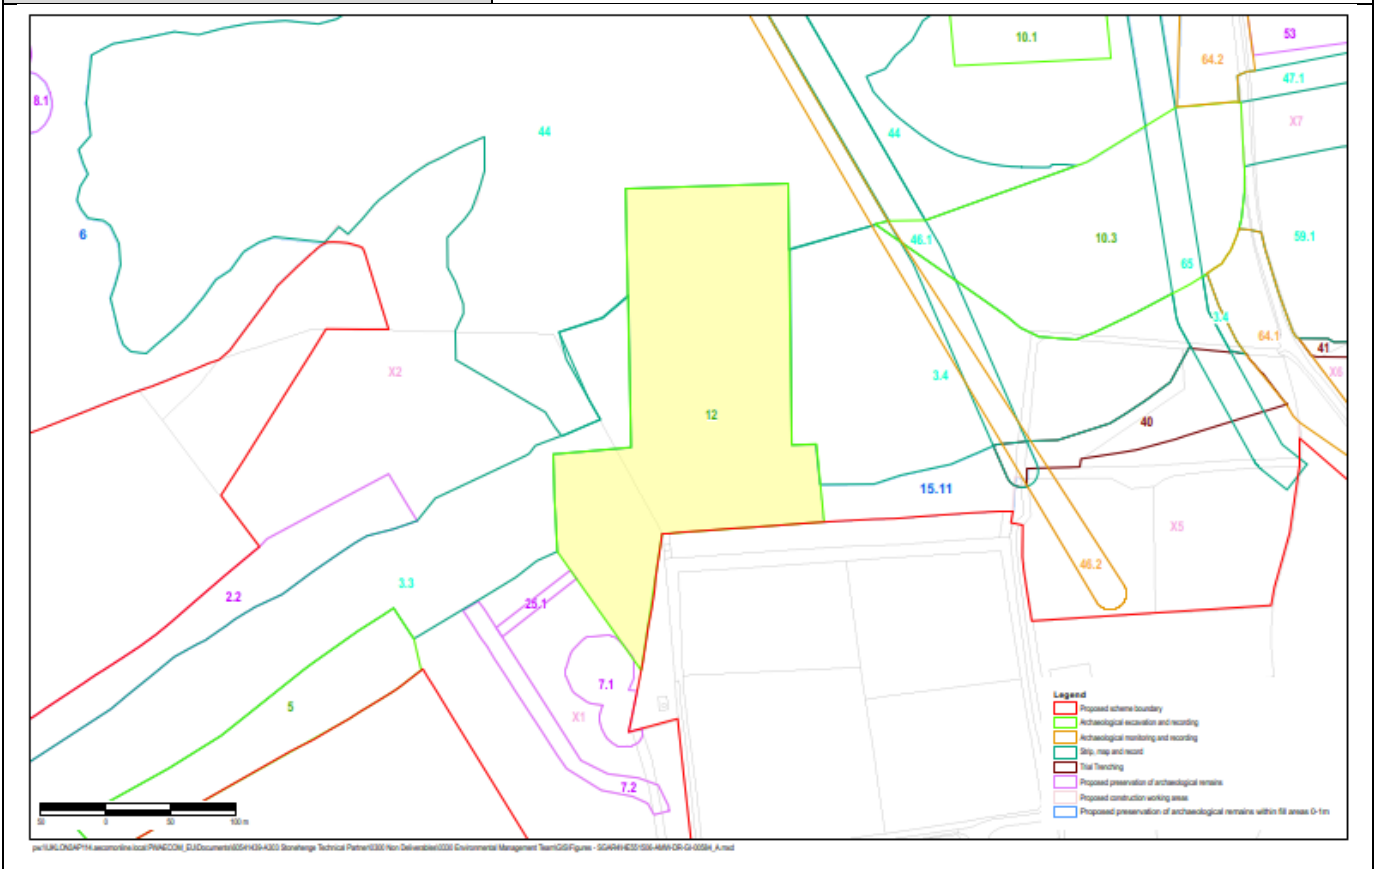 10.1
53
64.2
47.1
8.1
X7
44
44
6
46.1
10.3
59.1
65
3.4
64.1
41
X2
3.4
X6
12
40
15.11
X5
46.2
3.3
2.2
25.1
7.1
5
X1
7.2
Legend
Proposed scheme boundary
Archaeological excavation and recording
Archaeological monitoring and recording
Strip, map and record
Trial Trenching
Proposed preservation of archaeological remains
Proposed construction working areas
Proposed preservation of archaeological remains within fill areas 0-1m
50 0 50 100 m